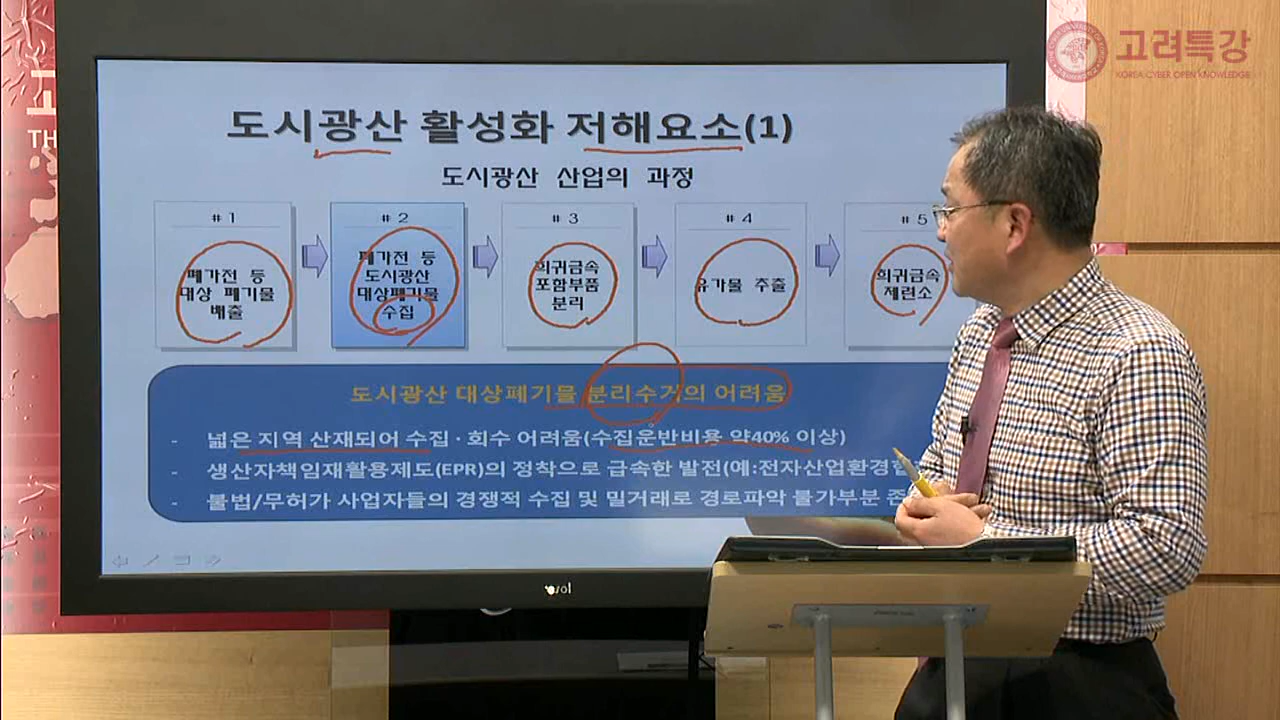 고려특강
KOREA CYBER OPEN KNOWLEDGE
도시광산 활성화 저해요소(1)
도시광산 산업의 과정
#1
폐가전 등
대상 폐기물
배출
#2
폐가전 등
도시광산
대상폐기물
수집
#3
희귀금속
포함부품
분리
#4
유가물 추출
#5
희귀금속
제련소
도시광산 대상폐기물 분리수거의 어려움
- 넓은 지역 산재되어 수집·회수 어려움(수집운반비용 약40% 이상)
- 생산자책임재활용제도(EPR)의 정착으로 급속한 발전(예:전자산업환경협
- 불법/무허가 사업자들의 경쟁적 수집 및 밀거래로 경로파악 불가부분 존